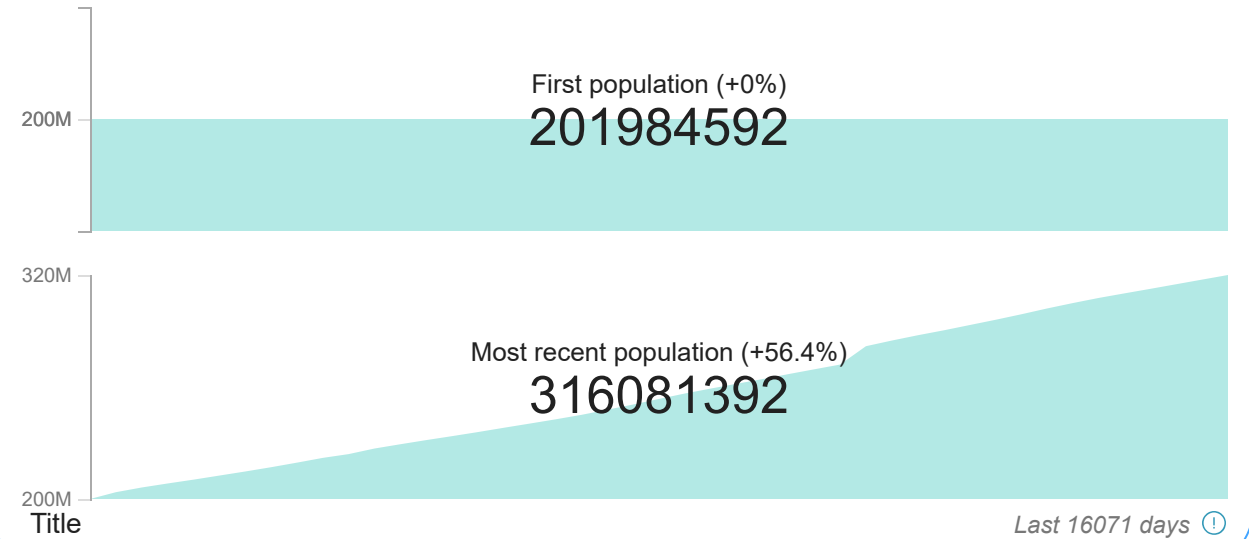 First population (+0%)
200M
201984592
320M
Most recent population (+56.4%)
316081392
200M
Title
Last 16071 days